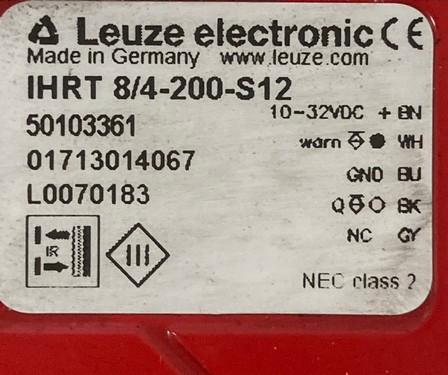 Leuze electronic CE
Made in Germany www.leuze.com
IHRT 8/4-200-S12
10-32VDC + BN
50103361
warn WH
01713014067
GND BU
L0070183
Q BK
IR
NC GY
NEC class 2